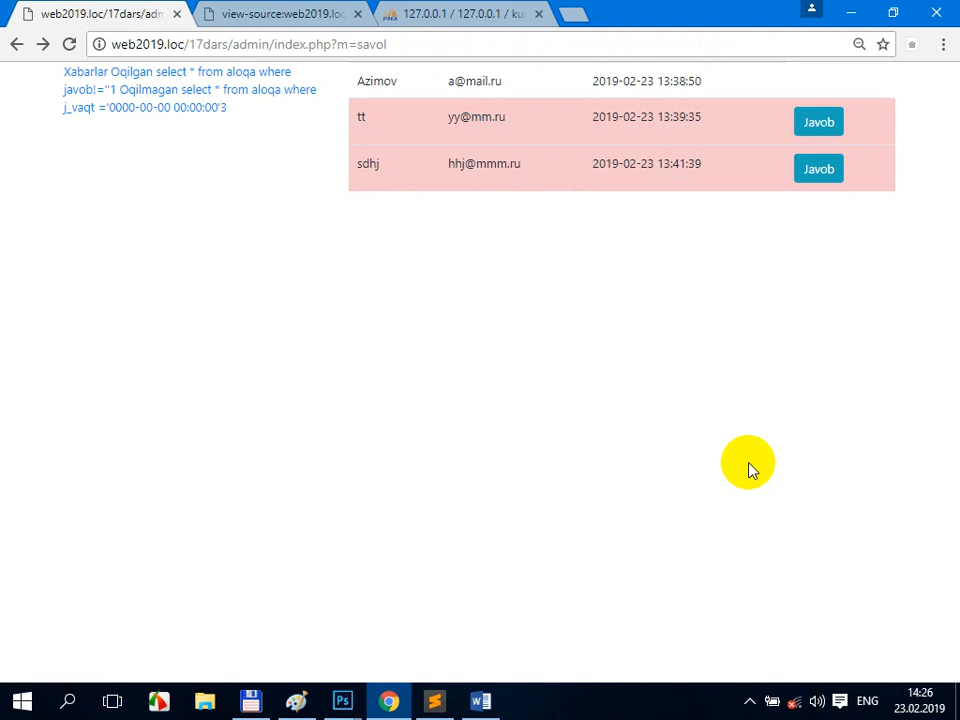 web2019.loc/17dars/adm
view-source:web2019.loc
127.0.0.1 / 127.0.0.1 / ku
web2019.loc/17dars/admin/index.php?m=savol
Xabarlar Oqilgan select * from aloqa where
javob!=''1 Oqilmagan select * from aloqa where
j_vaqt ='0000-00-00 00:00:00'3
Azimov a@mail.ru 2019-02-23 13:38:50
tt yy@mm.ru 2019-02-23 13:39:35 Javob
sdhj hhj@mmm.ru 2019-02-23 13:41:39 Javob
Ps
ENG
14:26
23.02.2019